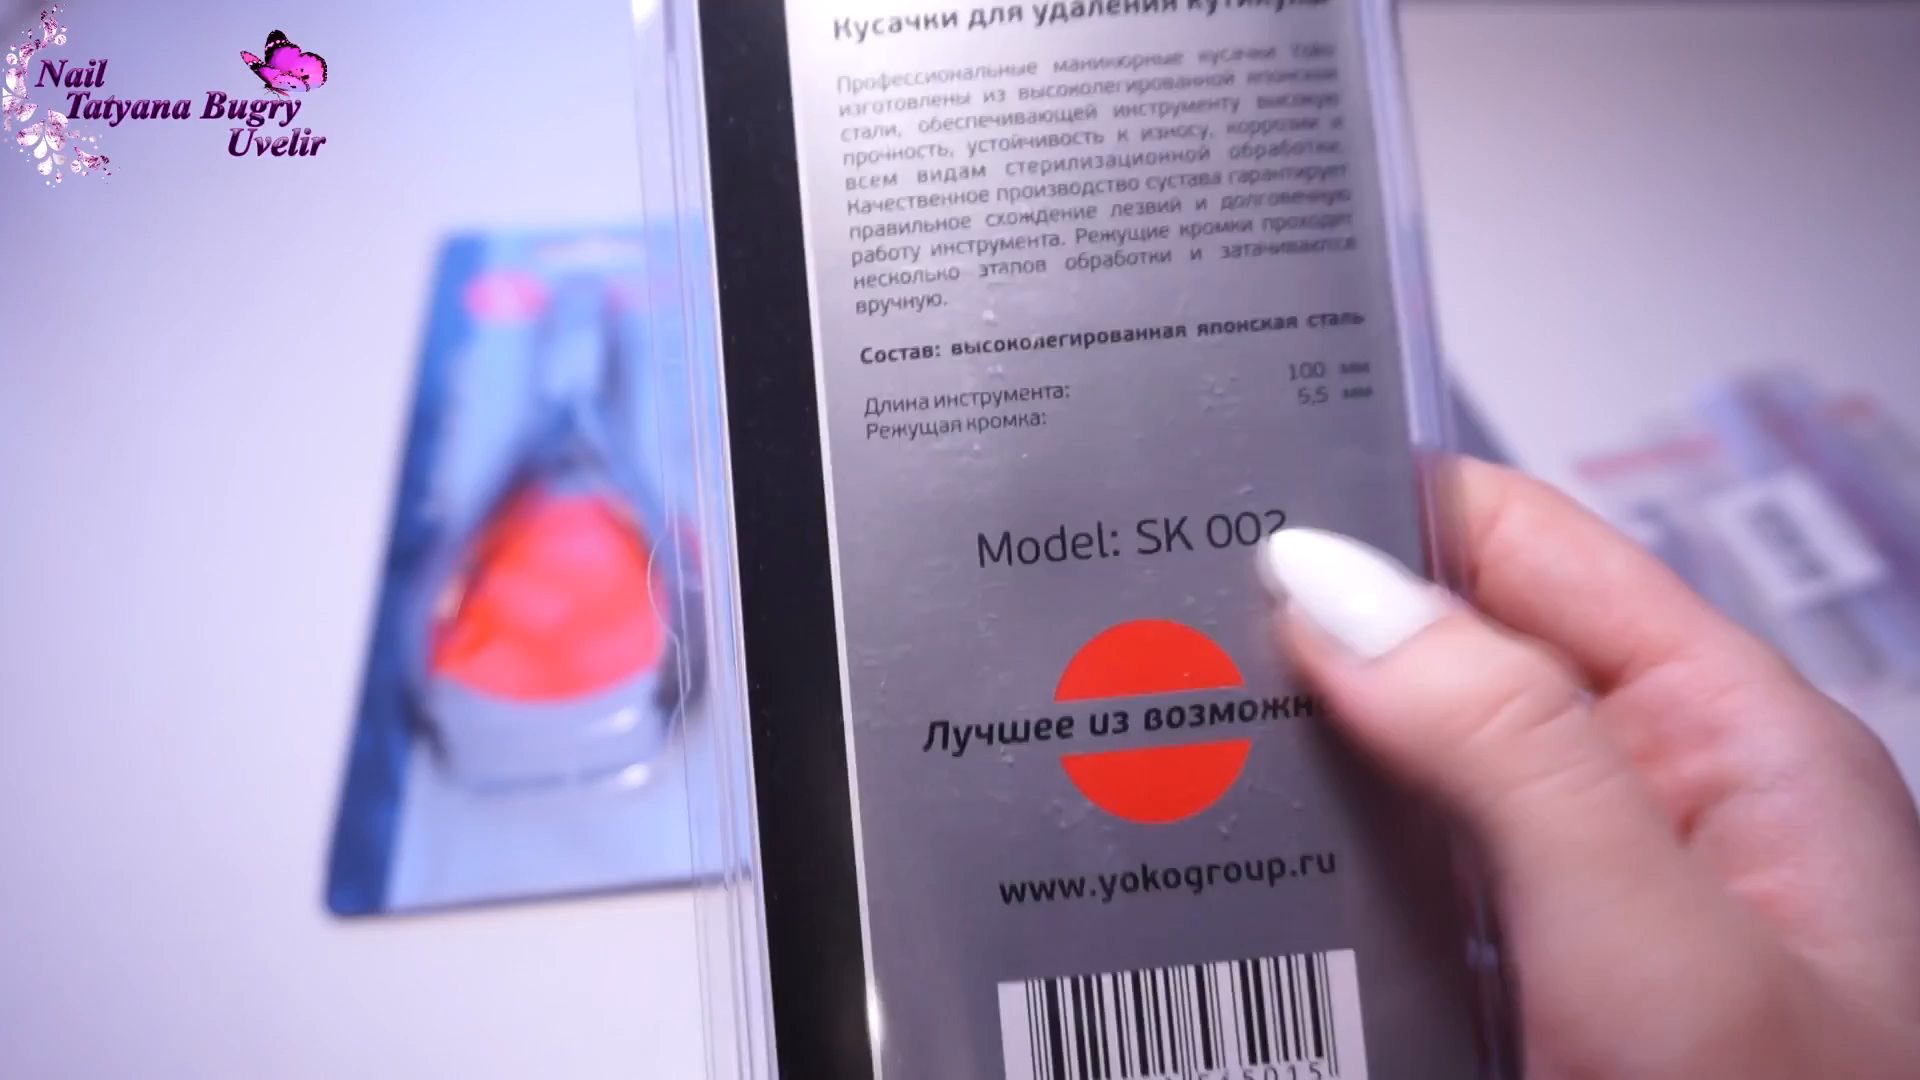 Nail
Tatyana Bugry
Uvelir
Кусачки для удаления кутикулы
Профессиональные маникюрные кусачки Yoko
изготовлены из высоколегированной японской
стали, обеспечивающей инструменту высокую
прочность, устойчивость к износу, коррозии и
всем видам стерилизационной обработки.
Качественное производство сустава гарантирует
правильное схождение лезвий и долговечную
работу инструмента. Режущие кромки проходят
несколько этапов обработки и затачиваются
вручную.
Состав: высоколегированная японская сталь
Длина инструмента: 100 мм
Режущая кромка: 5,5 мм
Model: SK 002
Лучшее из возможн
www.yokogroup.ru